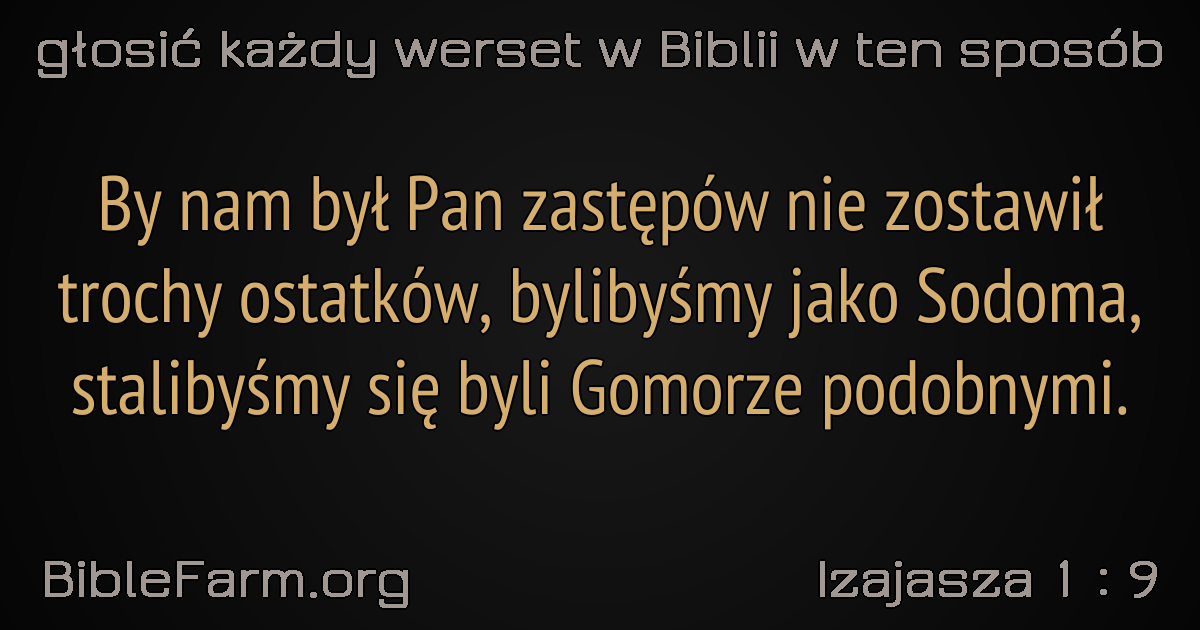 głosić każdy werset w Biblii w ten sposób
By nam był Pan zastępów nie zostawił
trochy ostatków, bylibyśmy jako Sodoma,
stalibyśmy się byli Gomorze podobnymi.
BibleFarm.org
Izajasza 1 : 9